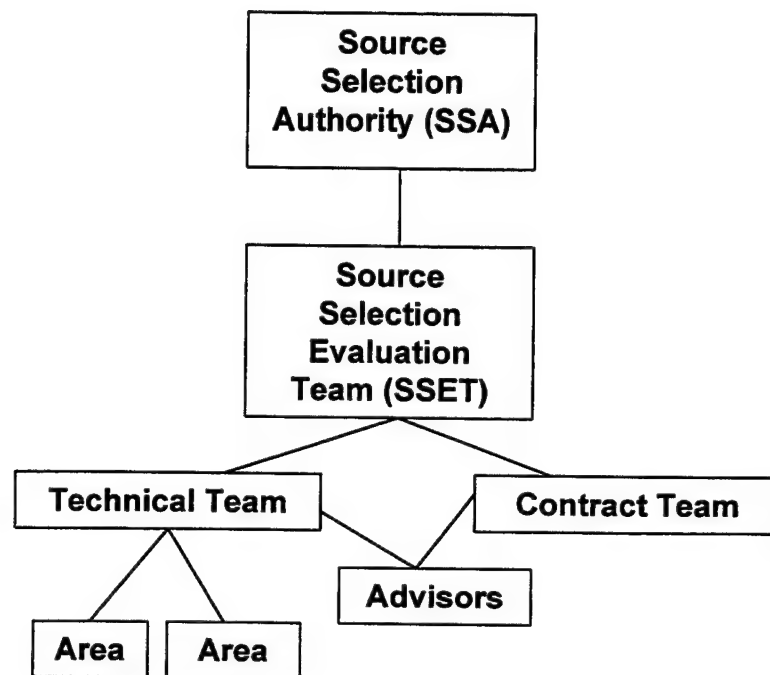 Source
Selection
Authority (SSA)
Source
Selection
Evaluation
Team (SSET)
Technical Team
Contract Team
Advisors
Area
Area